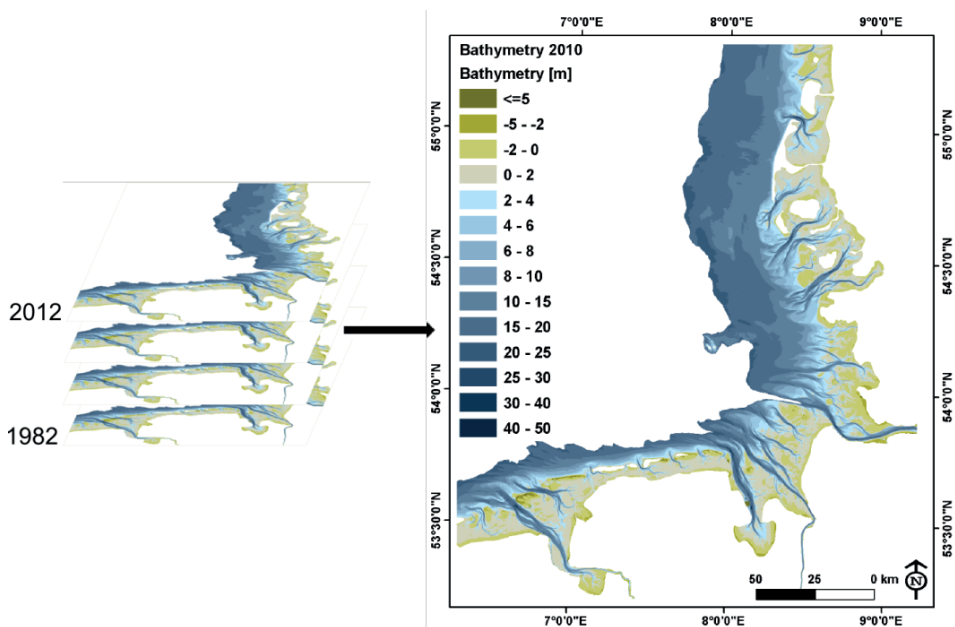 2012
1982
7°0'0"E 8°0'0"E 9°0'0"E
Bathymetry 2010
Bathymetry [m]
<=5
-5 - -2
-2 - 0
0 - 2
2 - 4
4 - 6
6 - 8
8 - 10
10 - 15
15 - 20
20 - 25
25 - 30
30 - 40
40 - 50
55°0'0"N
54°30'0"N
54°0'0"N
53°30'0"N
55°0'0"N
54°3'0"N
54°0'0"N
53°30'0"N
50 25 0 km
N
7°0'0"E 8°0'0"E 9°0'0"E